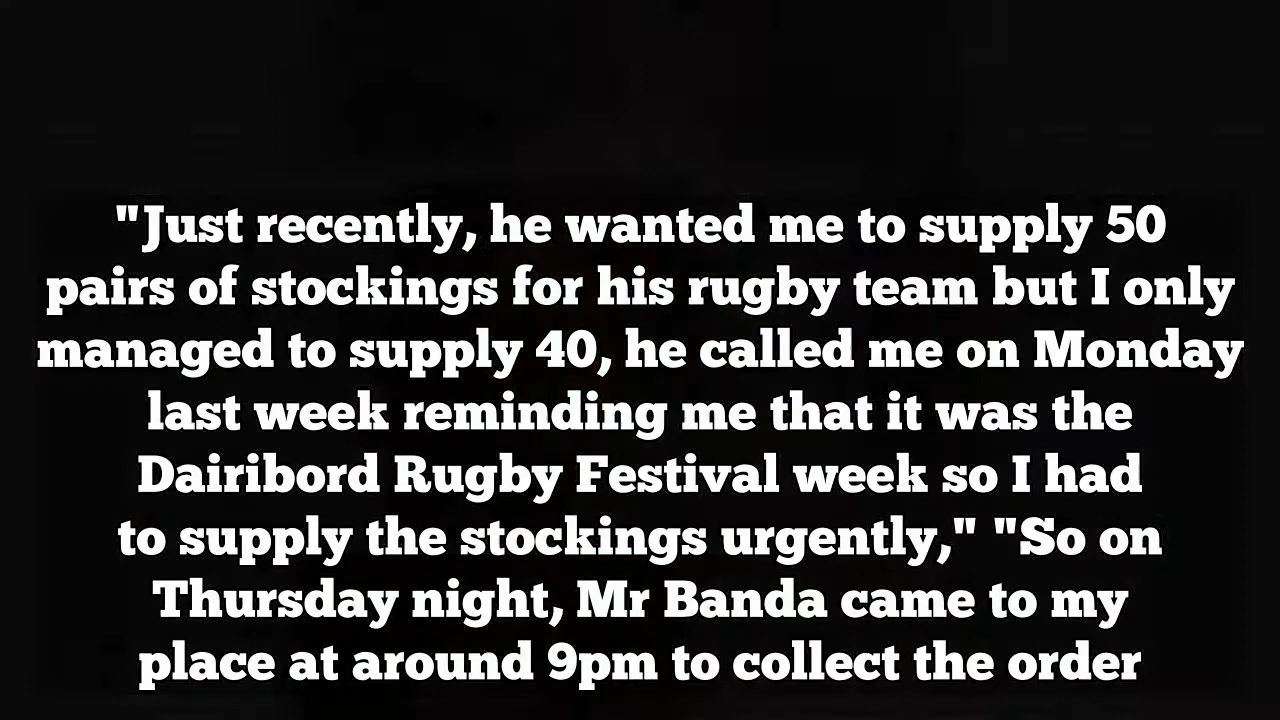 "Just recently, he wanted me to supply 50
pairs of stockings for his rugby team but I only
managed to supply 40, he called me on Monday
last week reminding me that it was the
Dairibord Rugby Festival week so I had
to supply the stockings urgently," "So on
Thursday night, Mr Banda came to my
place at around 9pm to collect the order